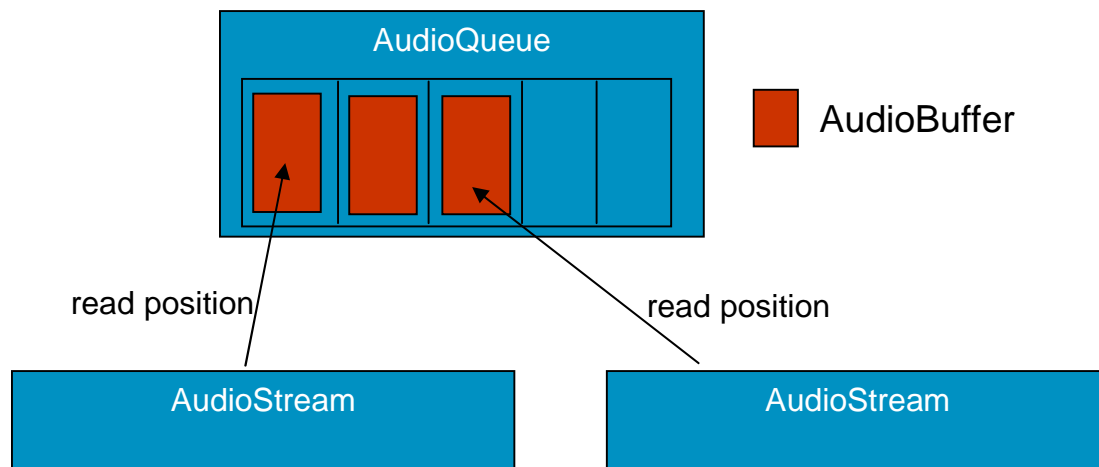 AudioQueue
AudioBuffer
read position
read position
AudioStream
AudioStream